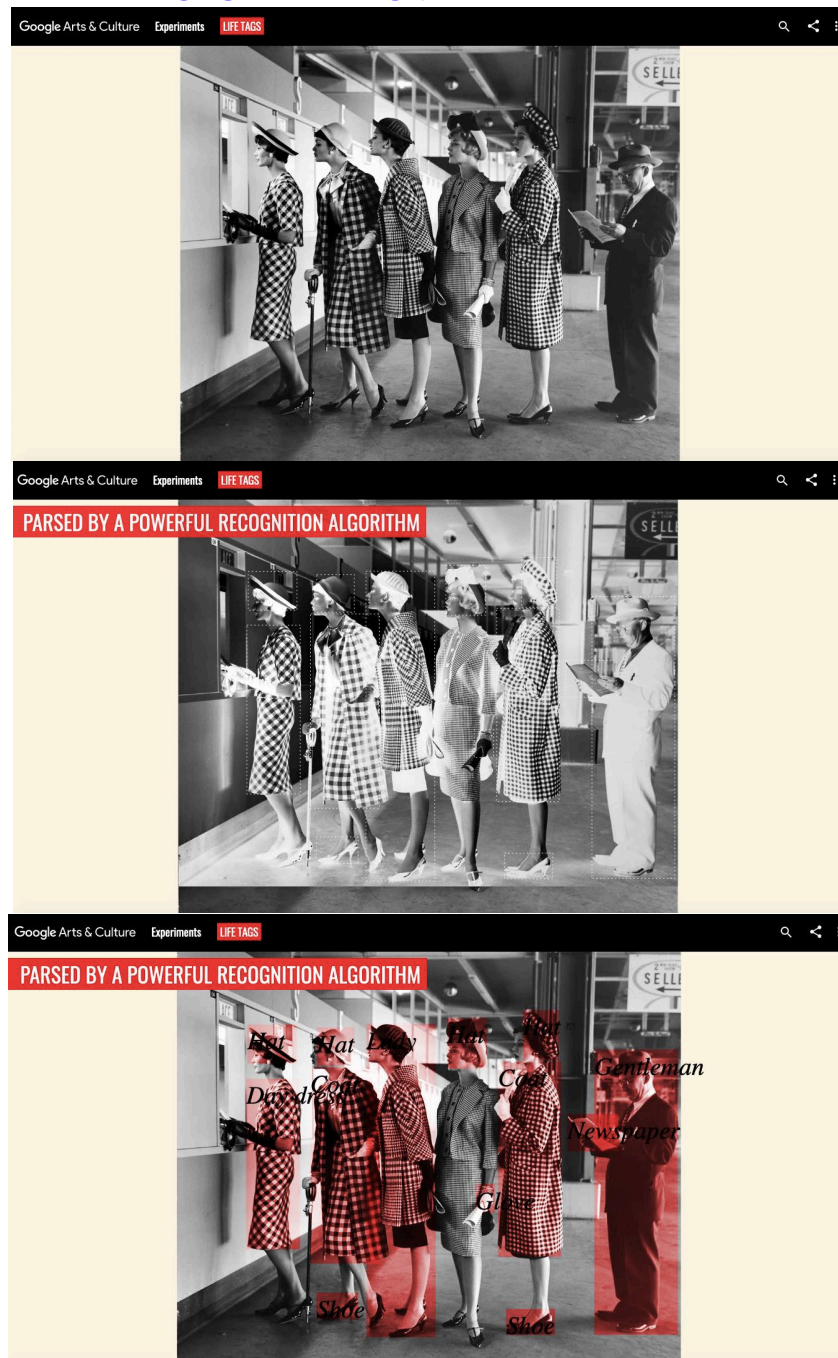 Google Arts & Culture Experiments LIFE TAGS
SELL
Google Arts & Culture Experiments LIFE TAGS
PARSED BY A POWERFUL RECOGNITION ALGORITHM
SELL
Google Arts & Culture Experiments LIFE TAGS
PARSED BY A POWERFUL RECOGNITION ALGORITHM
SELL
Hat
Hat
Lady
Hat
Hat
Gentleman
Day dress
Coat
Coat
Newspaper
Glove
Shoe
Shoe